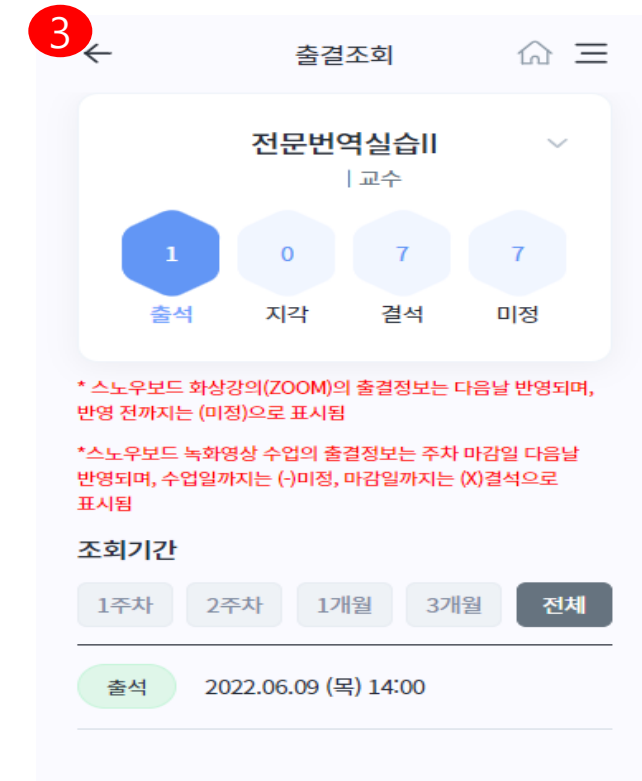 3
출결조회
전문번역실습II
| 교수
1 0 7 7
출석 지각 결석 미정
* 스노우보드 화상강의(ZOOM)의 출결정보는 다음날 반영되며,
반영 전까지는 (미정)으로 표시됨
*스노우보드 녹화영상 수업의 출결정보는 주차 마감일 다음날
반영되며, 수업일까지는 (-)미정, 마감일까지는 (X)결석으로
표시됨
조회기간
1주차 2주차 1개월 3개월 전체
출석 2022.06.09 (목) 14:00